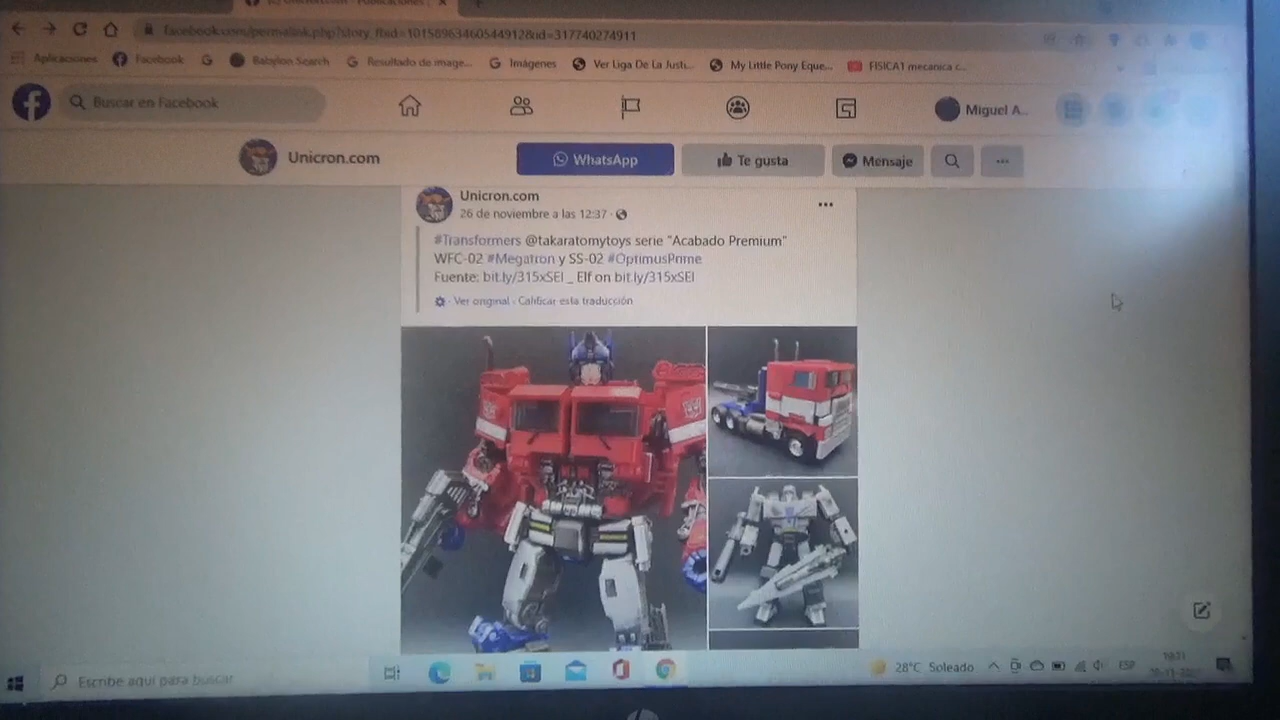 facebook.com/permalink.php?story_fbid=10158963460544912&id=317740274911
Aplicaciones Facebook G Babylon Search Resultado de image... Imágenes Ver Liga De La Justi... My Little Pony Eque... FISICA1 mecanica c...
Buscar en Facebook Miguel A..
Unicron.com WhatsApp Te gusta Mensaje
Unicron.com
26 de noviembre a las 12:37
#Transformers @takaratomytoys serie "Acabado Premium"
WFC-02 #Megatron y SS-02 #OptimusPrime
Fuente: bit.ly/315xSEI _ Elf on bit.ly/315xSEI
Ver original · Calificar esta traducción
Escribe aquí para buscar 28°C Soleado ESP